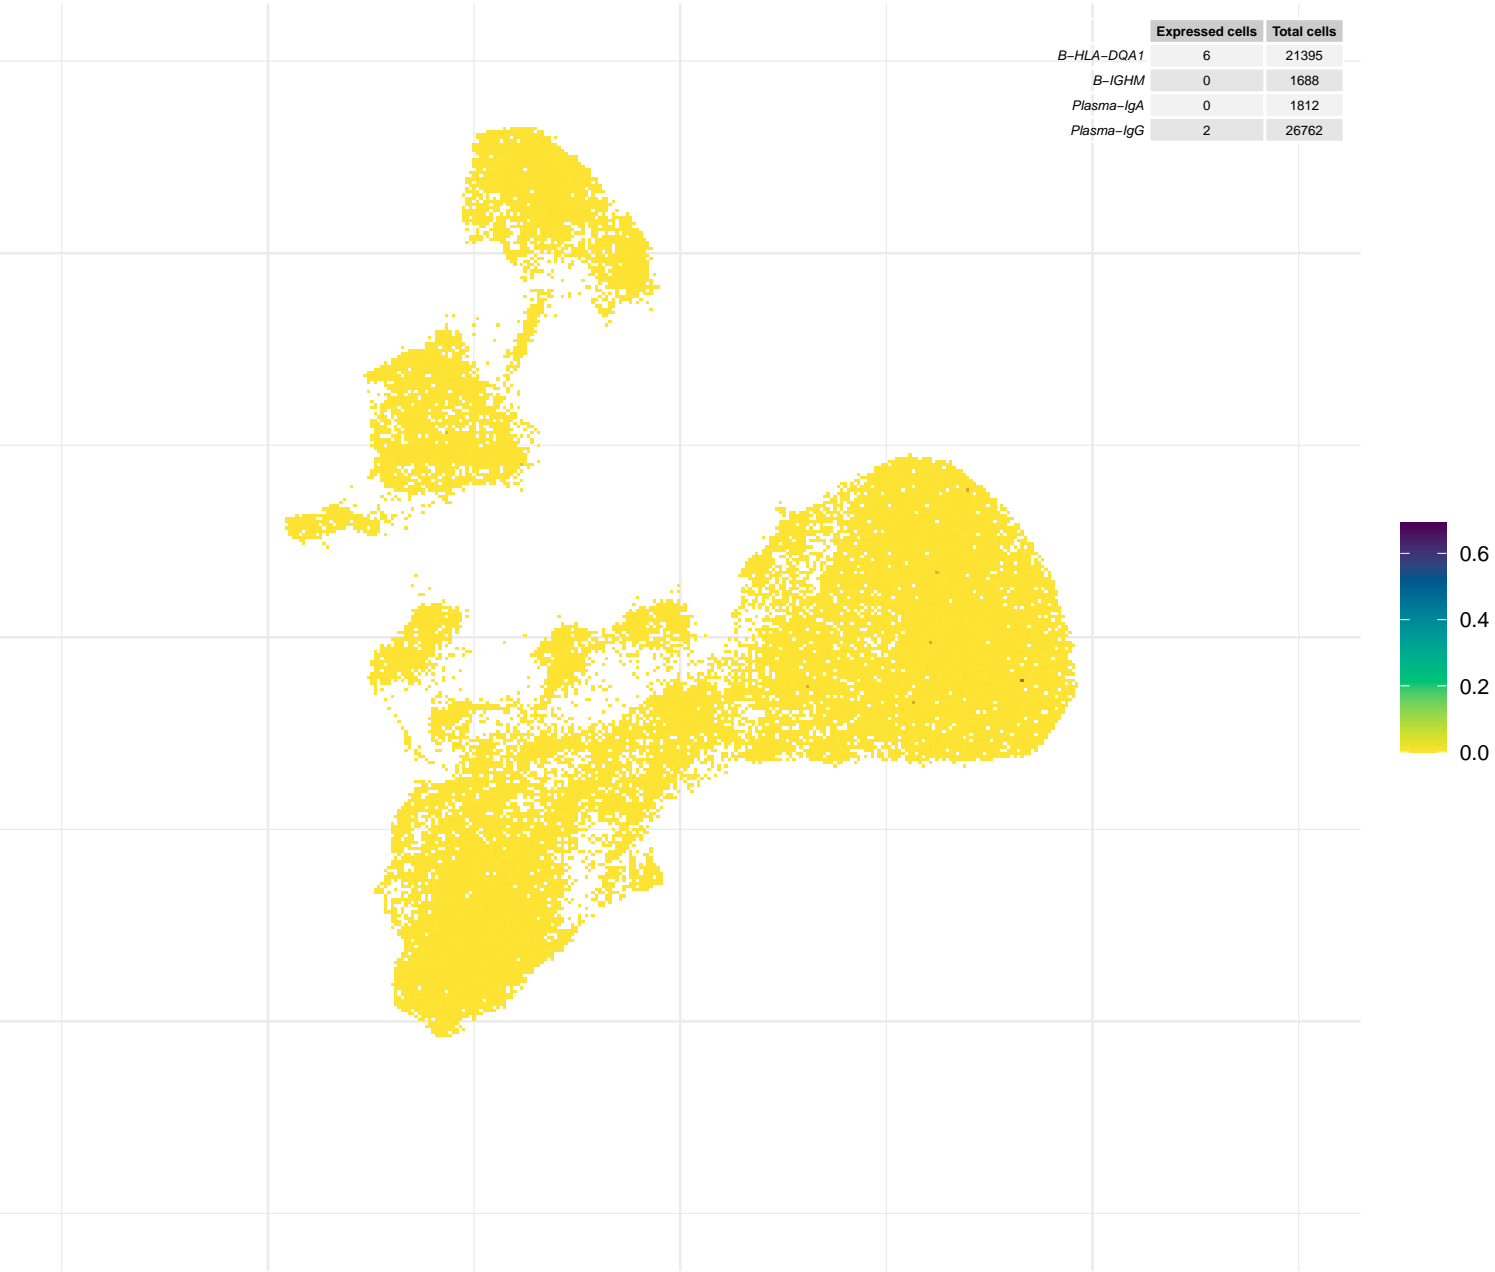 Expressed cells Total cells
B−HLA−DQA1 6 21395
B−IGHM 0 1688
Plasma−IgA 0 1812
Plasma−IgG 2 26762
0.6
0.4
0.2
0.0